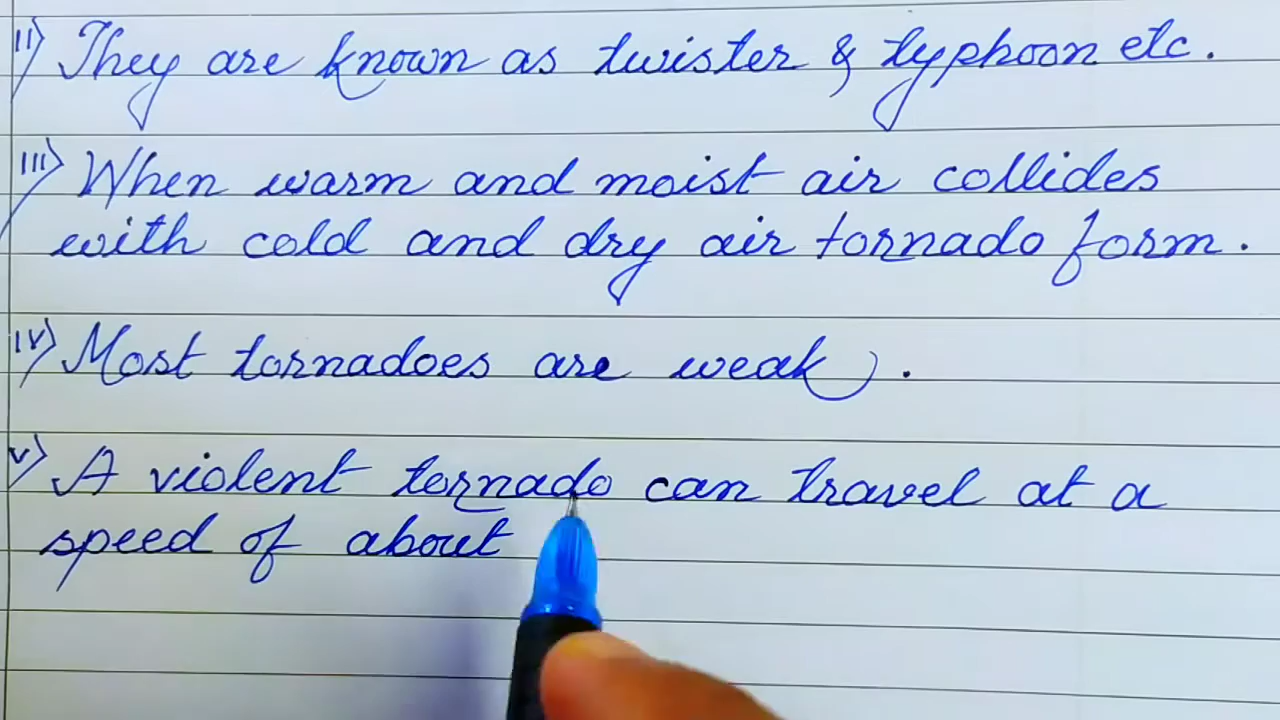 ii) They are known as twister & typhoon etc.
iii) When warm and moist air collides
with cold and dry air tornado form.
iv) Most tornadoes are weak.
v) A violent tornado can travel at a
speed of about